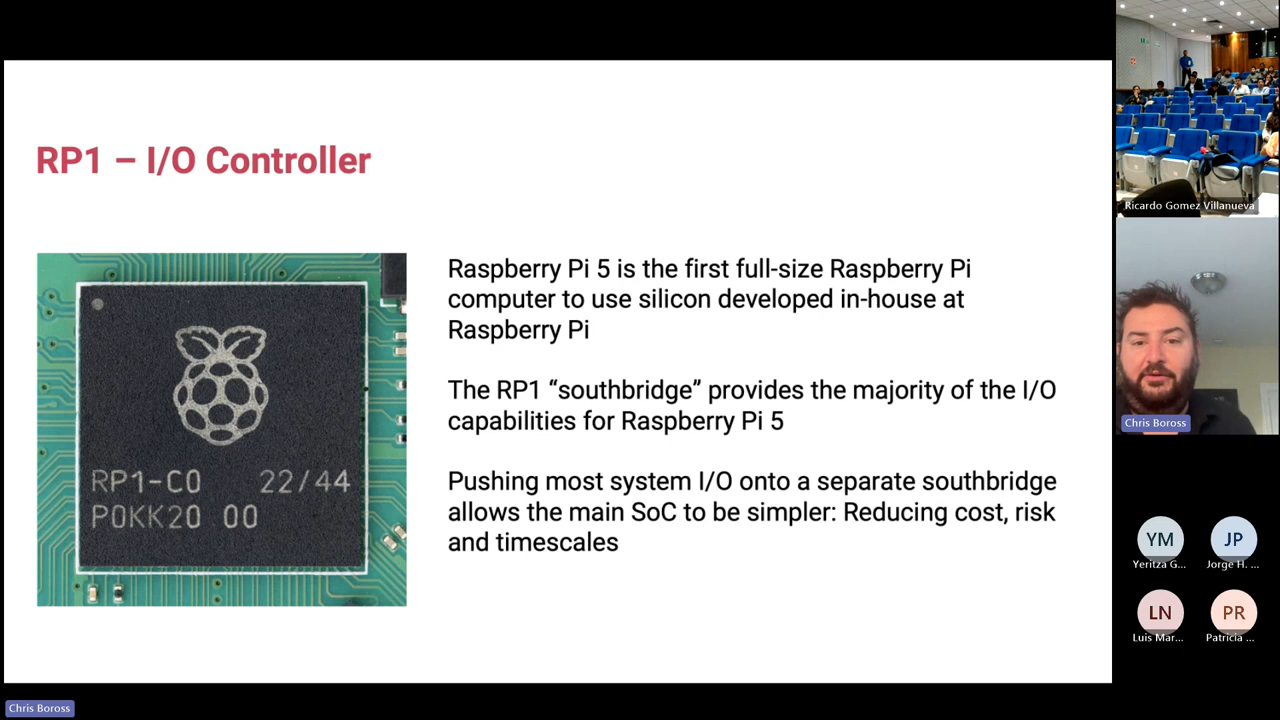 RP1 – I/O Controller
RP1-C0 22/44
P0KK20 00
Raspberry Pi 5 is the first full-size Raspberry Pi
computer to use silicon developed in-house at
Raspberry Pi
The RP1 “southbridge” provides the majority of the I/O
capabilities for Raspberry Pi 5
Pushing most system I/O onto a separate southbridge
allows the main SoC to be simpler: Reducing cost, risk
and timescales
Ricardo Gomez Villanueva
Chris Boross
YM
Yeritza G...
JP
Jorge H. ...
LN
Luis Mar...
PR
Patricia ...
Chris Boross